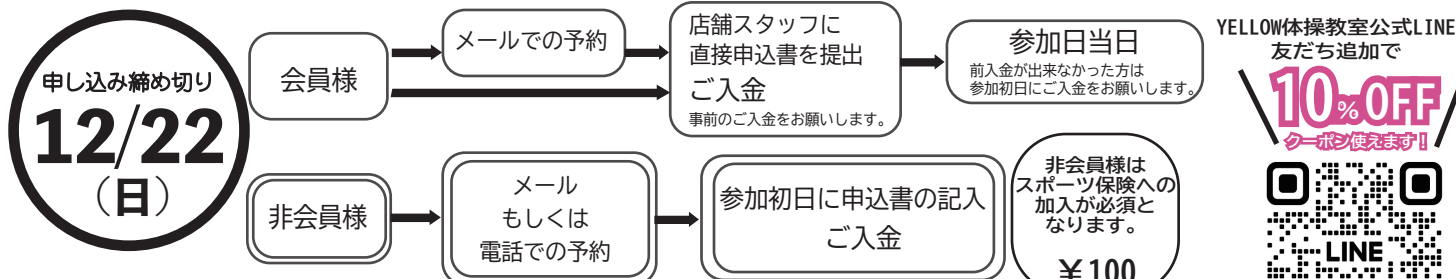 申し込み締め切り
12/22
(日)
会員様
メールでの予約
店舗スタッフに
直接申込書を提出
ご入金
事前のご入金をお願いします。
参加日当日
前入金が出来なかった方は
参加初日にご入金をお願いします。
非会員様
メール
もしくは
電話での予約
参加初日に申込書の記入
ご入金
非会員様は
スポーツ保険への
加入が必須と
なります。
¥100
YELLOW体操教室公式LINE
友だち追加で
10%OFF
クーポン使えます!
LINE